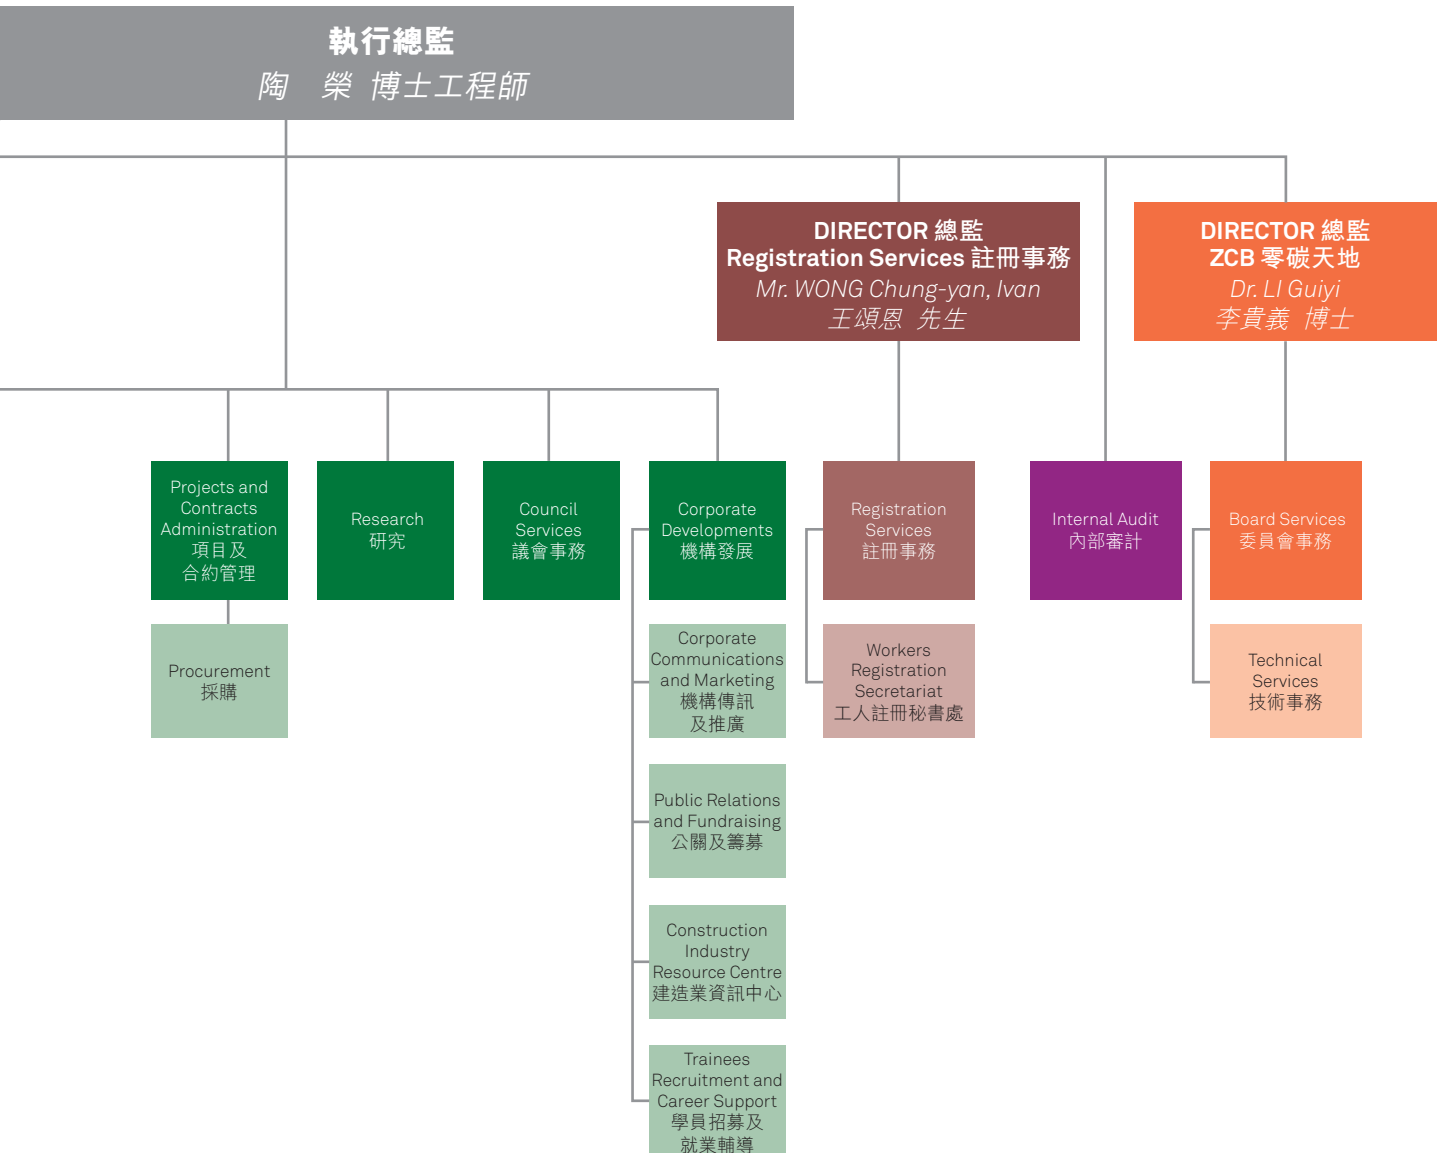 執行總監
陶 榮 博士工程師
DIRECTOR 總監
Registration Services 註冊事務
Mr. WONG Chung-yan, Ivan
王頌恩 先生
DIRECTOR 總監
ZCB 零碳天地
Dr. LI Guiyi
李貴義 博士
Projects and
Contracts
Administration
項目及
合約管理
Research
研究
Council
Services
議會事務
Corporate
Developments
機構發展
Registration
Services
註冊事務
Internal Audit
內部審計
Board Services
委員會事務
Procurement
採購
Corporate
Communications
and Marketing
機構傳訊
及推廣
Workers
Registration
Secretariat
工人註冊秘書處
Technical
Services
技術事務
Public Relations
and Fundraising
公關及籌募
Construction
Industry
Resource Centre
建造業資訊中心
Trainees
Recruitment and
Career Support
學員招募及
就業輔導